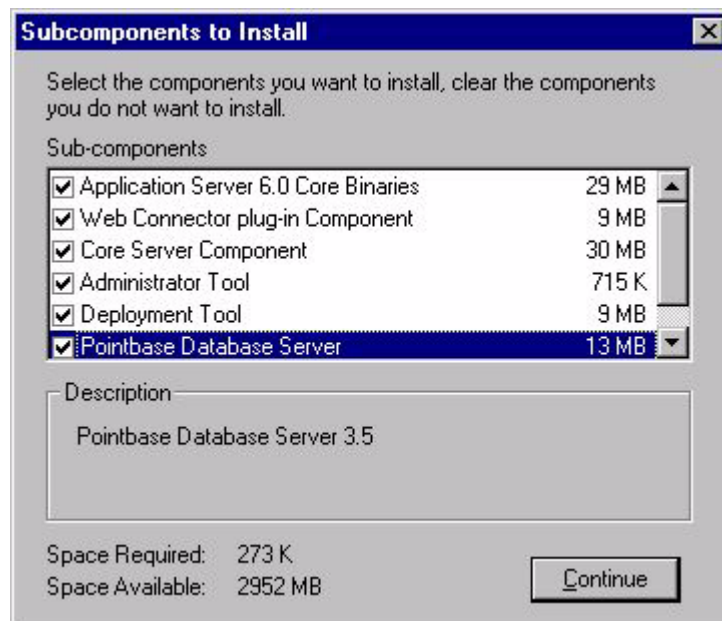 Subcomponents to Install
Select the components you want to install, clear the components
you do not want to install.
Sub-components
Application Server 6.0 Core Binaries 29 MB
Web Connector plug-in Component 9 MB
Core Server Component 30 MB
Administrator Tool 715 K
Deployment Tool 9 MB
Pointbase Database Server 13 MB
Description
Pointbase Database Server 3.5
Space Required: 273 K
Space Available: 2952 MB
Continue